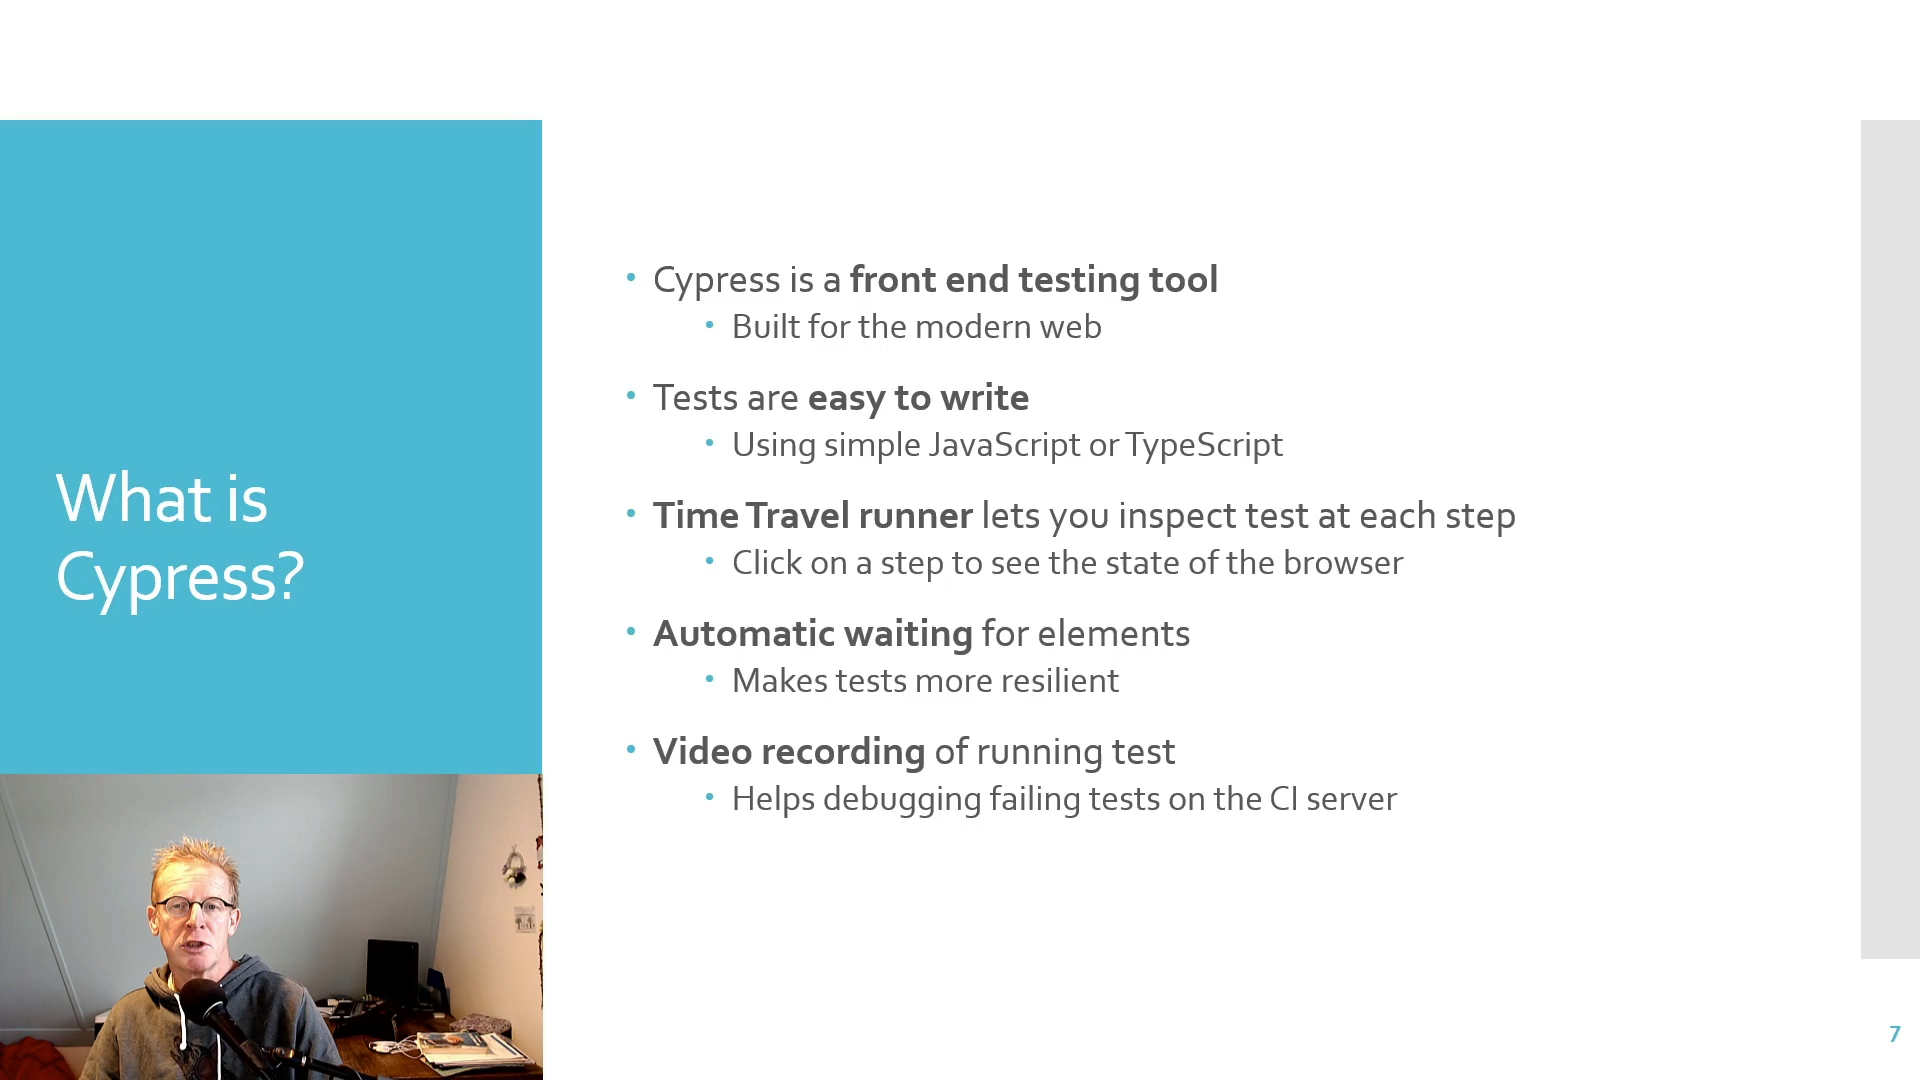 What is
Cypress?
Cypress is a front end testing tool
Built for the modern web
Tests are easy to write
Using simple JavaScript or TypeScript
Time Travel runner lets you inspect test at each step
Click on a step to see the state of the browser
Automatic waiting for elements
Makes tests more resilient
Video recording of running test
Helps debugging failing tests on the CI server
7